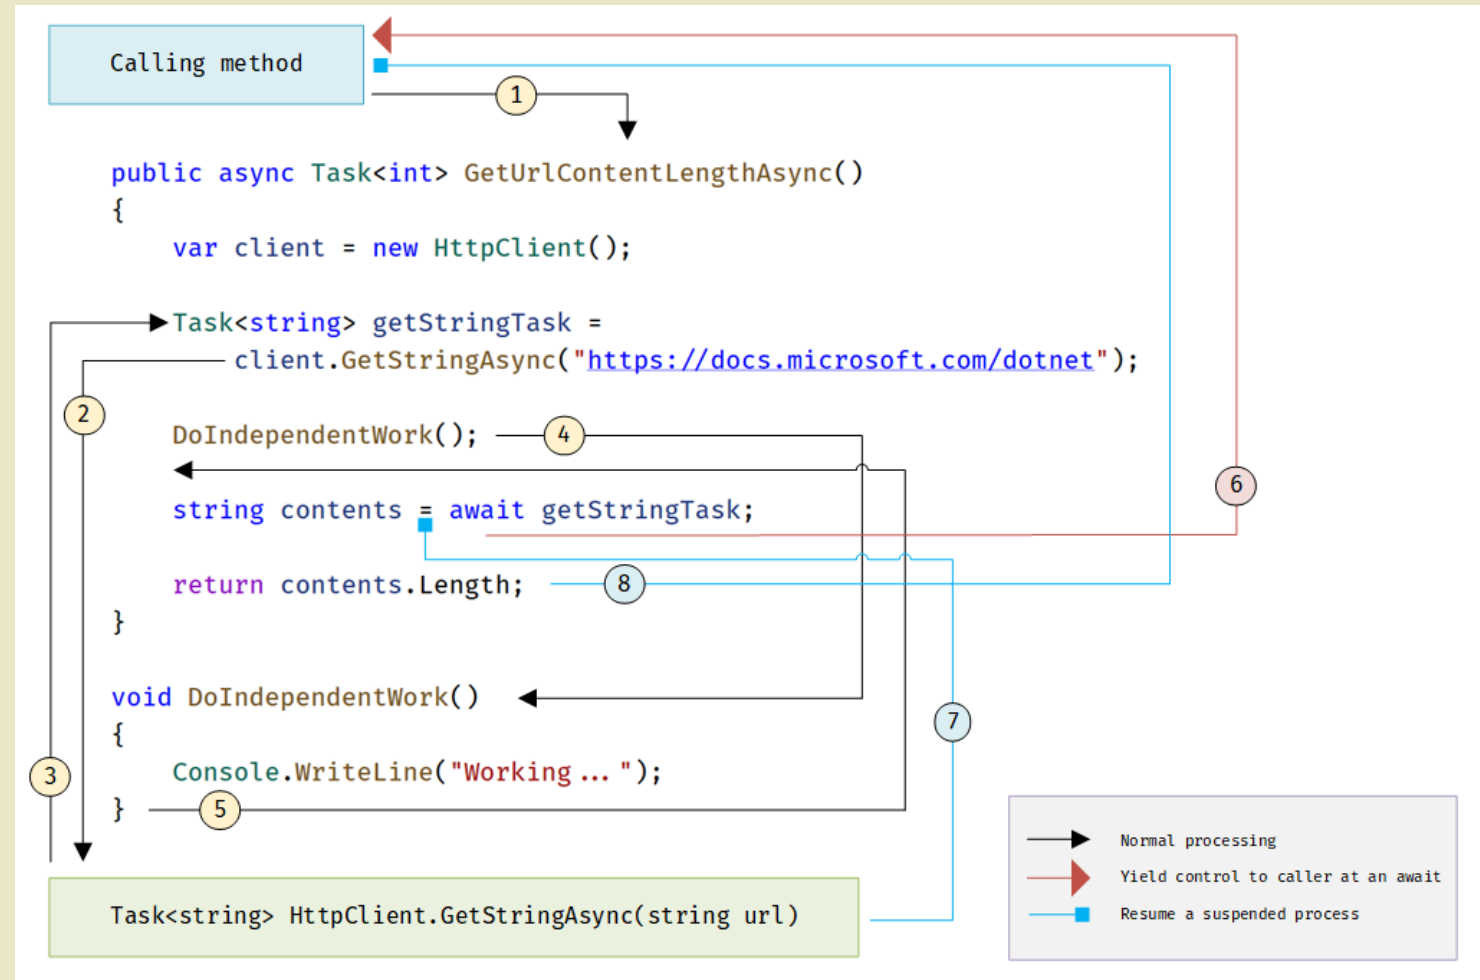 Calling method
1
public async Task<int> GetUrlContentLengthAsync()
{
var client = new HttpClient();
Task<string> getStringTask =
client.GetStringAsync("https://docs.microsoft.com/dotnet");
2
DoIndependentWork();
4
6
string contents = await getStringTask;
return contents.Length;
8
}
void DoIndependentWork()
7
{
3
Console.WriteLine("Working...");
}
5
Normal processing
Yield control to caller at an await
Resume a suspended process
Task<string> HttpClient.GetStringAsync(string url)